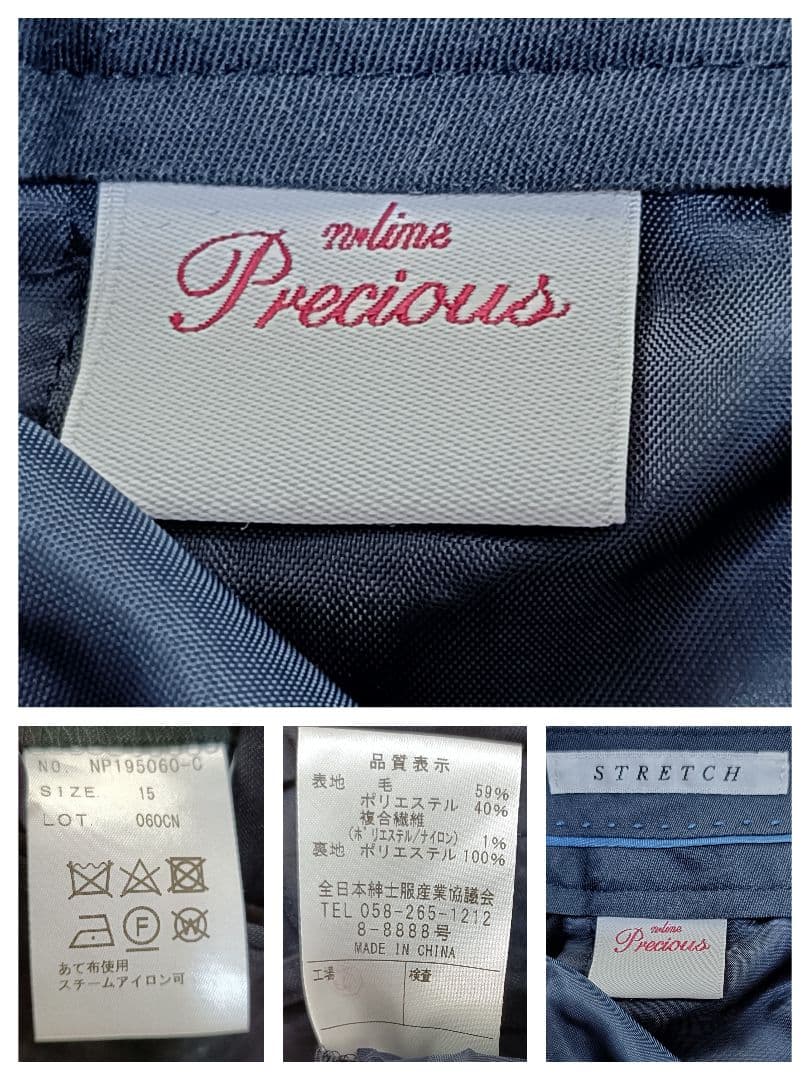 n·line
Precious
NO. NP195060-C
SIZE. 15
LOT. 060CN
F
W
あて布使用
スチームアイロン可
品質表示
表地 毛 59%
ポリエステル 40%
複合繊維
(ポリエステル/ナイロン) 1%
裏地 ポリエステル 100%
全日本紳士服産業協議会
TEL 058-265-1212
8-8888号
MADE IN CHINA
工場 検査
STRETCH
n·line
Precious